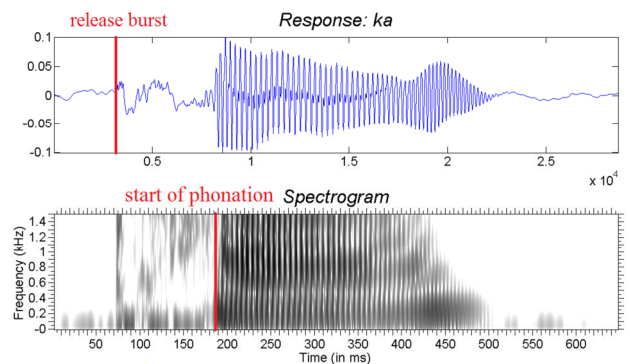 release burst
Response: ka
0.1
0.05
0
-0.05
-0.1
0.5 1 1.5 2 2.5
x 10⁴
start of phonation
Spectrogram
Frequency (kHz)
1.4
1.2
1
0.8
0.6
0.4
0.2
-0
50 100 150 200 250 300 350 400 450 500 550 600
Time (in ms)